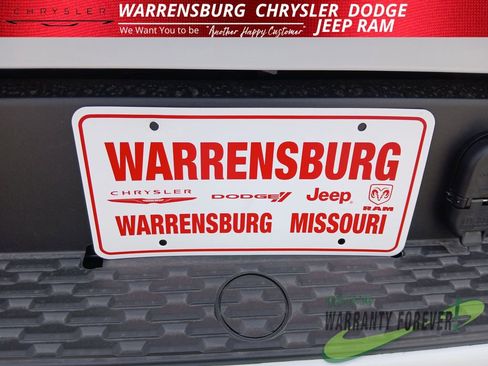 WARRENSBURG CHRYSLER DODGE
CHRYSLER
JEEP RAM
We Want You to be "Another Happy Customer"
WARRENSBURG
CHRYSLER DODGE Jeep RAM
WARRENSBURG MISSOURI
WARRANTY FOREVER!